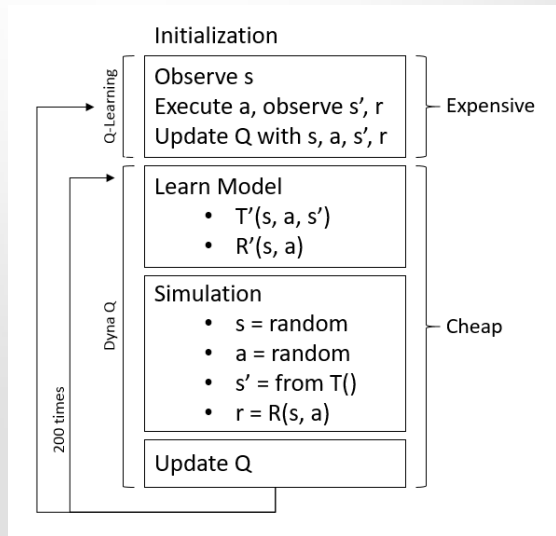 Initialization
Q-Learning
Observe s
Execute a, observe s’, r
Update Q with s, a, s’, r
Expensive
Learn Model
• T’(s, a, s’)
• R’(s, a)
Dyna Q
200 times
Simulation
• s = random
• a = random
• s’ = from T()
• r = R(s, a)
Cheap
Update Q